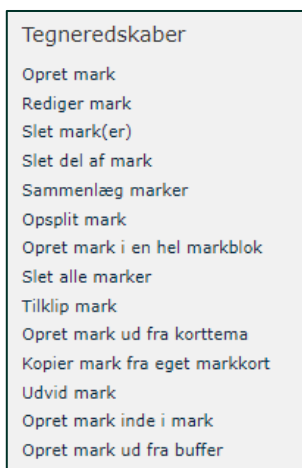 Tegneredskaber
Opret mark
Rediger mark
Slet mark(er)
Slet del af mark
Sammenlæg marker
Opsplit mark
Opret mark i en hel markblok
Slet alle marker
Tilklip mark
Opret mark ud fra korttema
Kopier mark fra eget markkort
Udvid mark
Opret mark inde i mark
Opret mark ud fra buffer